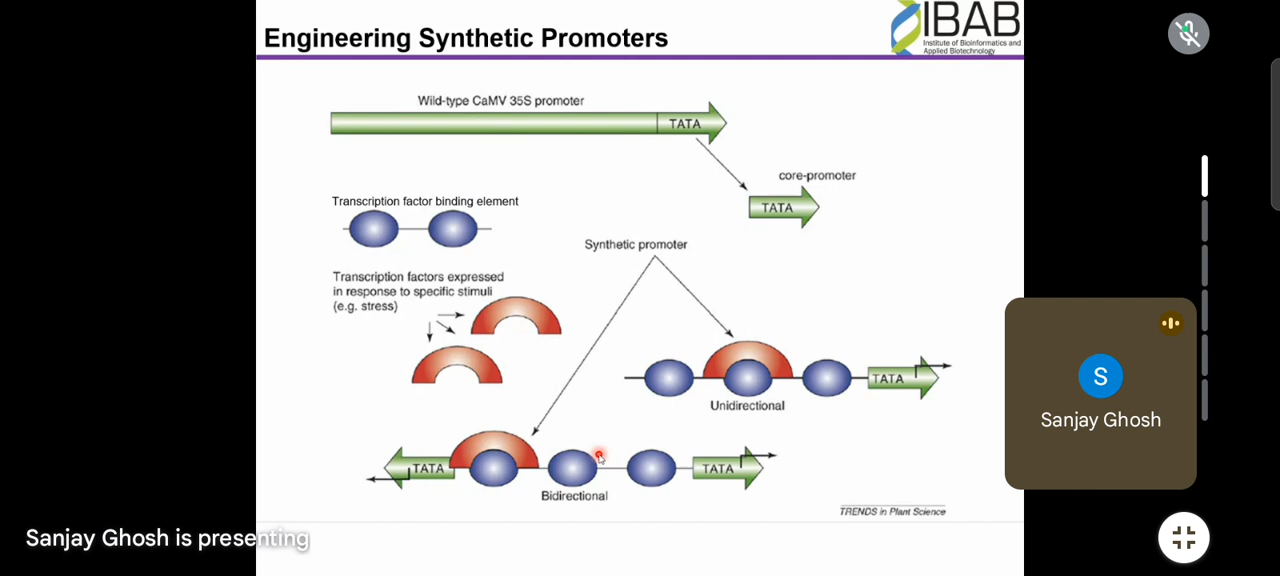 Engineering Synthetic Promoters
IBAB
Institute of Bioinformatics and
Applied Biotechnology
Wild-type CaMV 35S promoter
TATA
core-promoter
TATA
Transcription factor binding element
Synthetic promoter
Transcription factors expressed
in response to specific stimuli
(e.g. stress)
TATA
Unidirectional
TATA
TATA
Bidirectional
TRENDS in Plant Science
S
Sanjay Ghosh
Sanjay Ghosh is presenting